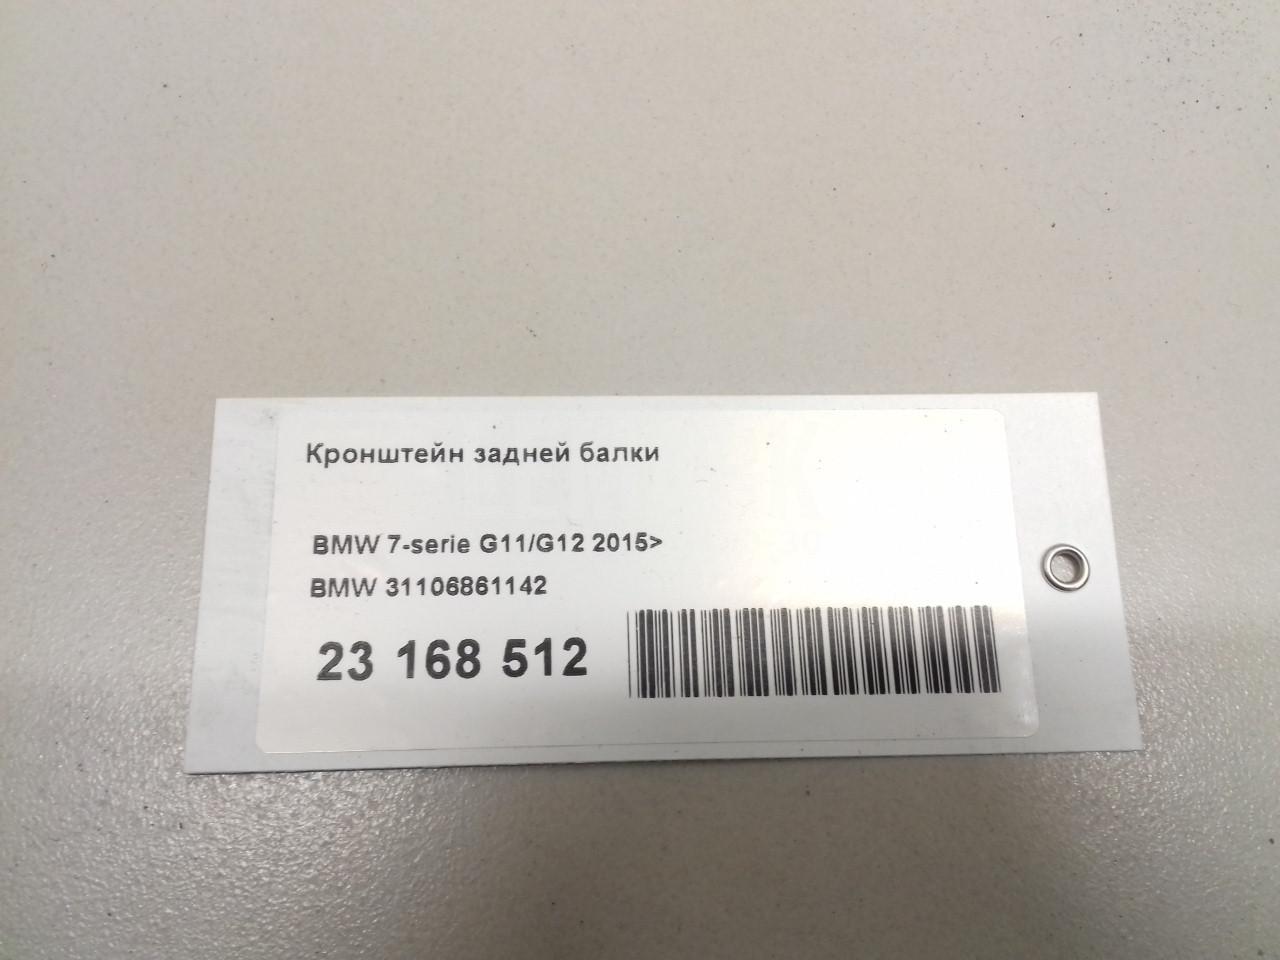 Кронштейн задней балки
BMW 7-serie G11/G12 2015>
BMW 31106861142
23 168 512